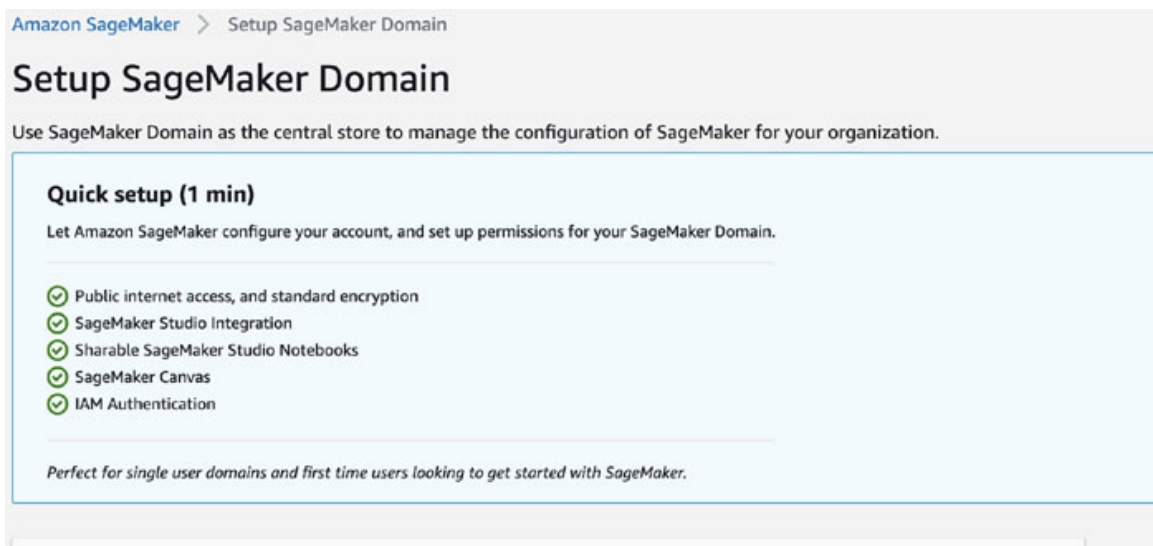 Amazon SageMaker > Setup SageMaker Domain
Setup SageMaker Domain
Use SageMaker Domain as the central store to manage the configuration of SageMaker for your organization.
Quick setup (1 min)
Let Amazon SageMaker configure your account, and set up permissions for your SageMaker Domain.
Public internet access, and standard encryption
SageMaker Studio Integration
Sharable SageMaker Studio Notebooks
SageMaker Canvas
IAM Authentication
Perfect for single user domains and first time users looking to get started with SageMaker.